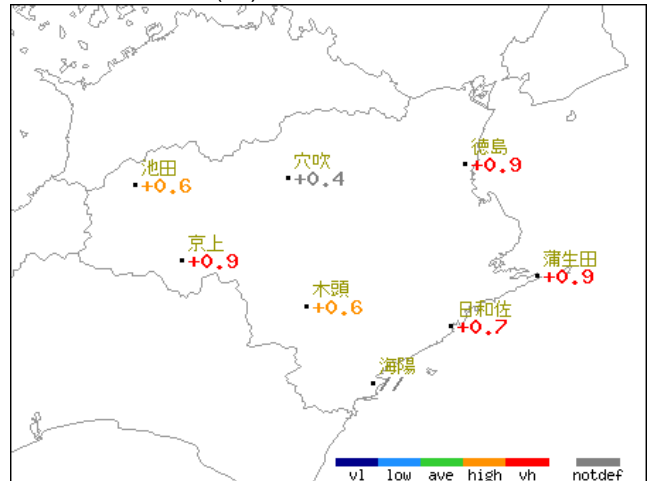 徳島
+0.9
穴吹
+0.4
池田
+0.6
京上
+0.9
蒲生田
+0.9
木頭
+0.6
日和佐
+0.7
海陽
//
vl low ave high vh notdef